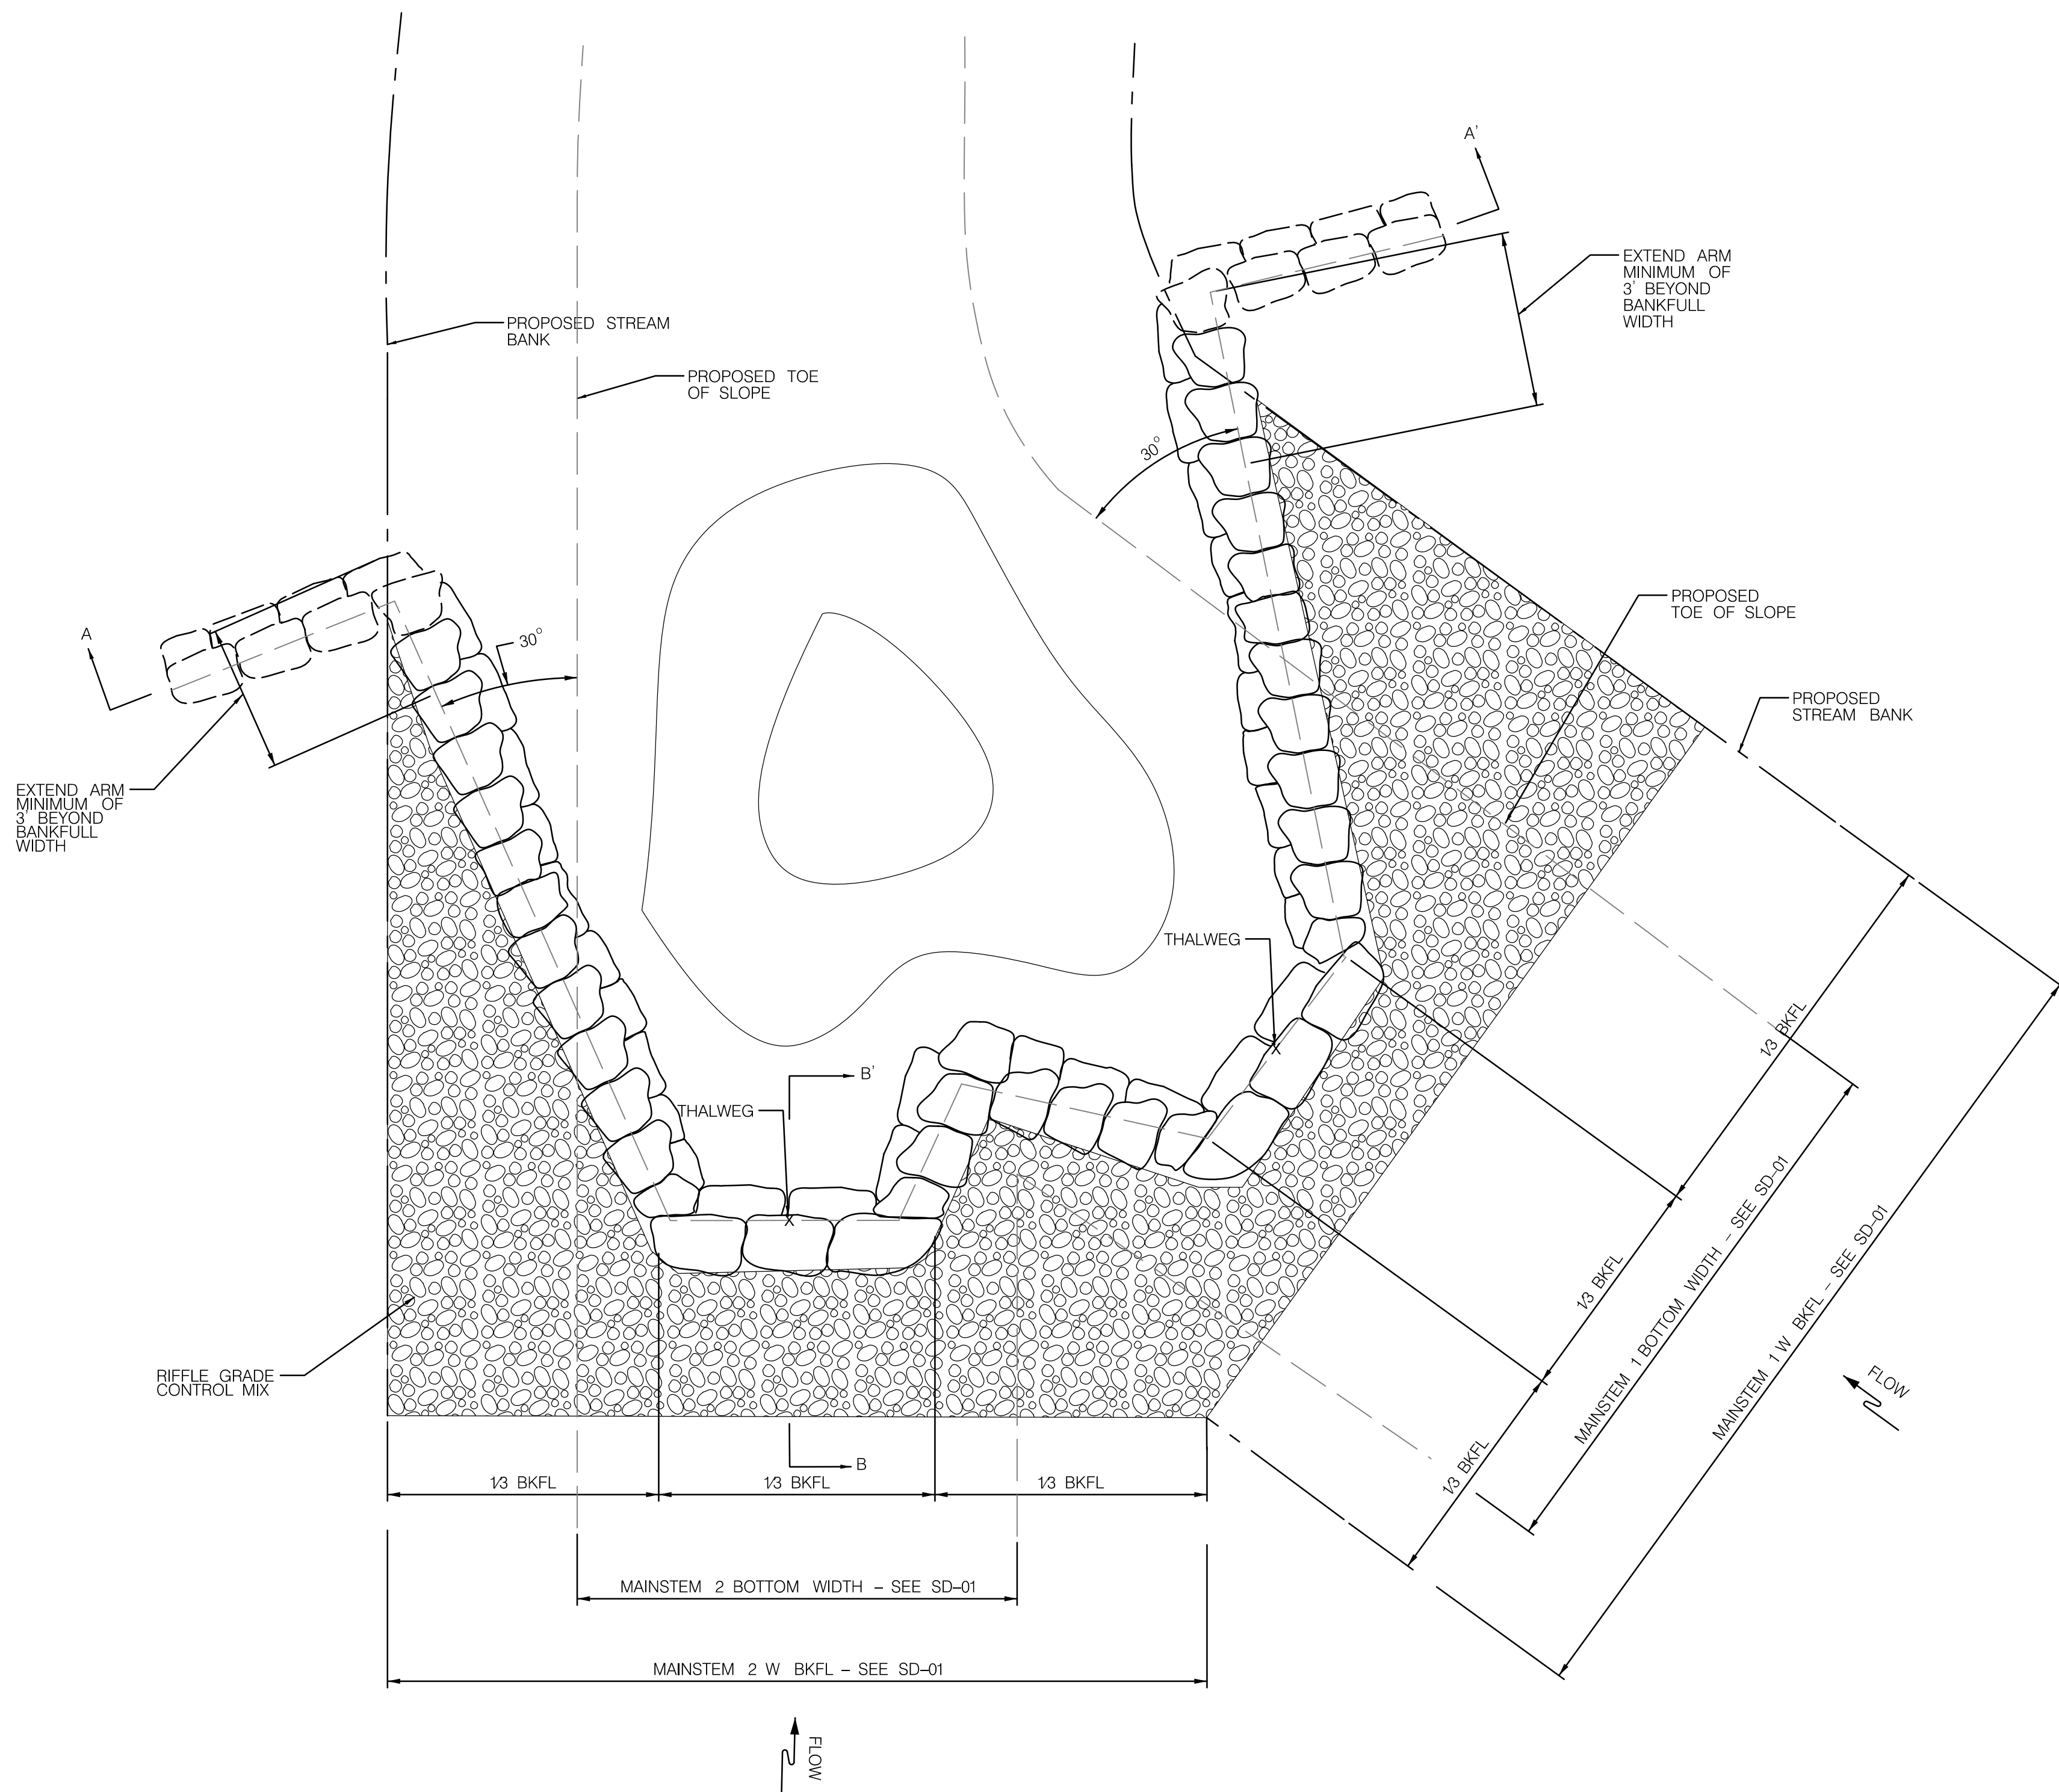 A'
EXTEND ARM
MINIMUM OF
3' BEYOND
BANKFULL
WIDTH
PROPOSED STREAM
BANK
PROPOSED TOE
OF SLOPE
30°
PROPOSED
TOE OF SLOPE
A
30°
PROPOSED
STREAM BANK
EXTEND ARM
MINIMUM OF
3' BEYOND
BANKFULL
WIDTH
THALWEG
1/3 BKFL
B'
THALWEG
X
X
1/3 BKFL
MAINSTEM 1 BOTTOM WIDTH - SEE SD-01
MAINSTEM 1 W BKFL - SEE SD-01
RIFFLE GRADE
CONTROL MIX
FLOW
1/3 BKFL
B
1/3 BKFL
1/3 BKFL
1/3 BKFL
MAINSTEM 2 BOTTOM WIDTH - SEE SD-01
MAINSTEM 2 W BKFL - SEE SD-01
FLOW